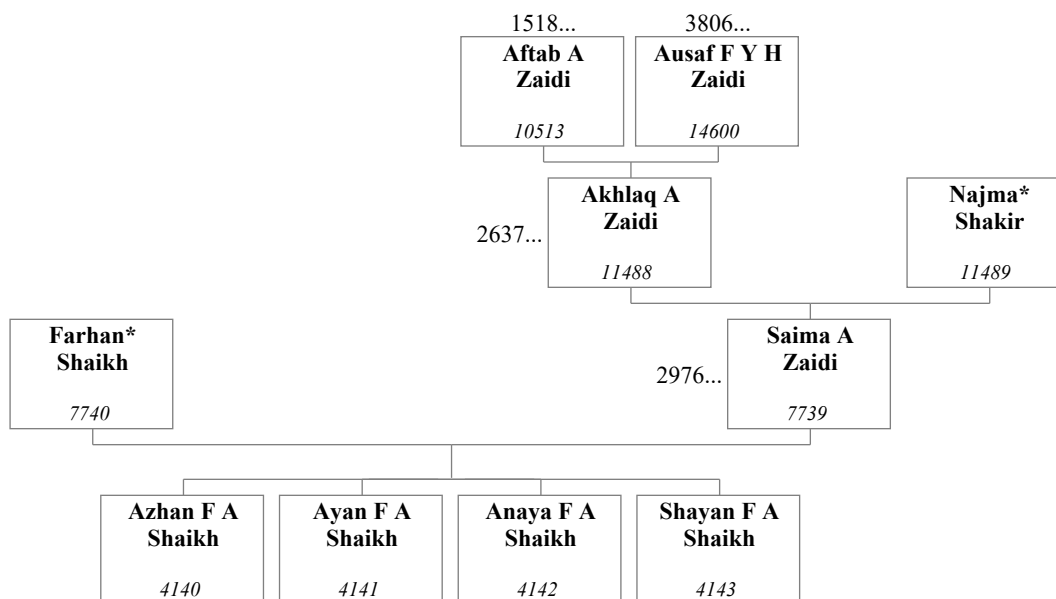 1518...
3806...
Aftab A
Zaidi
10513
Ausaf F Y H
Zaidi
14600
2637...
Akhlaq A
Zaidi
11488
Najma*
Shakir
11489
Farhan*
Shaikh
7740
2976...
Saima A
Zaidi
7739
Azhan F A
Shaikh
4140
Ayan F A
Shaikh
4141
Anaya F A
Shaikh
4142
Shayan F A
Shaikh
4143